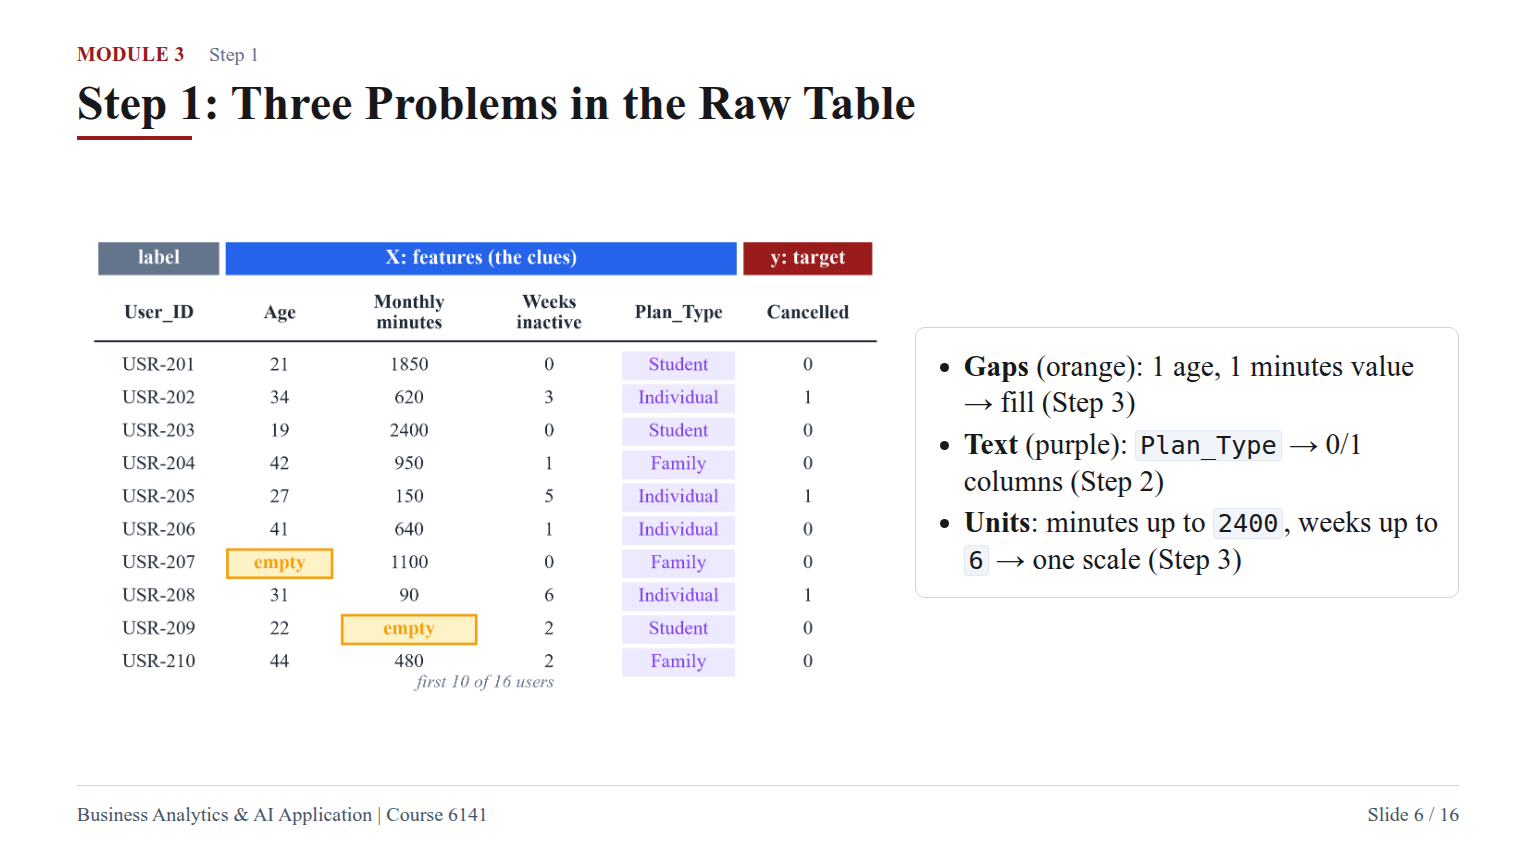 MODULE 3 Step 1
Step 1: Three Problems in the Raw Table
label X: features (the clues) y: target
User_ID Age Monthly minutes Weeks inactive Plan_Type Cancelled
USR-201 21 1850 0 Student 0
USR-202 34 620 3 Individual 1
USR-203 19 2400 0 Student 0
USR-204 42 950 1 Family 0
USR-205 27 150 5 Individual 1
USR-206 41 640 1 Individual 0
USR-207 empty 1100 0 Family 0
USR-208 31 90 6 Individual 1
USR-209 22 empty 2 Student 0
USR-210 44 480 2 Family 0
first 10 of 16 users
• Gaps (orange): 1 age, 1 minutes value
→ fill (Step 3)
• Text (purple): Plan_Type → 0/1
columns (Step 2)
• Units: minutes up to 2400, weeks up to
6 → one scale (Step 3)
Business Analytics & AI Application | Course 6141
Slide 6 / 16